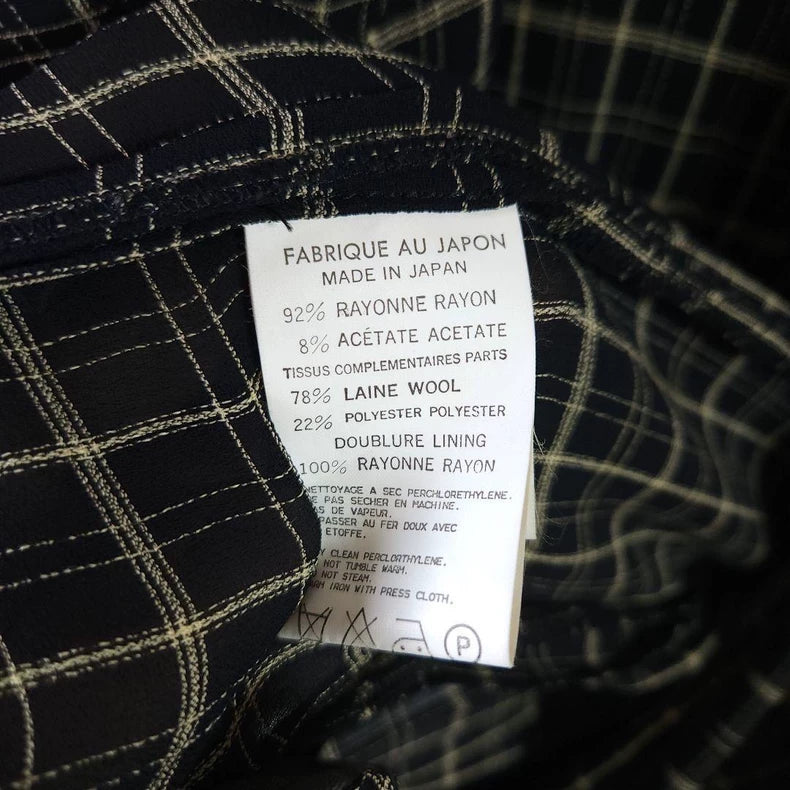 FABRIQUE AU JAPON
MADE IN JAPAN
92% RAYONNE RAYON
8% ACÉTATE ACETATE
TISSUS COMPLEMENTAIRES PARTS
78% LAINE WOOL
22% POLYESTER POLYESTER
DOUBLURE LINING
100% RAYONNE RAYON
NETTOYAGE A SEC PERCHLORETHYLENE.
E PAS SECHER EN MACHINE.
AS DE VAPEUR.
PASSER AU FER DOUX AVEC
ETOFFE.
Y CLEAN PERCLORTHYLENE.
NOT TUMBLE WARM.
NOT STEAM.
RM IRON WITH PRESS CLOTH.
P